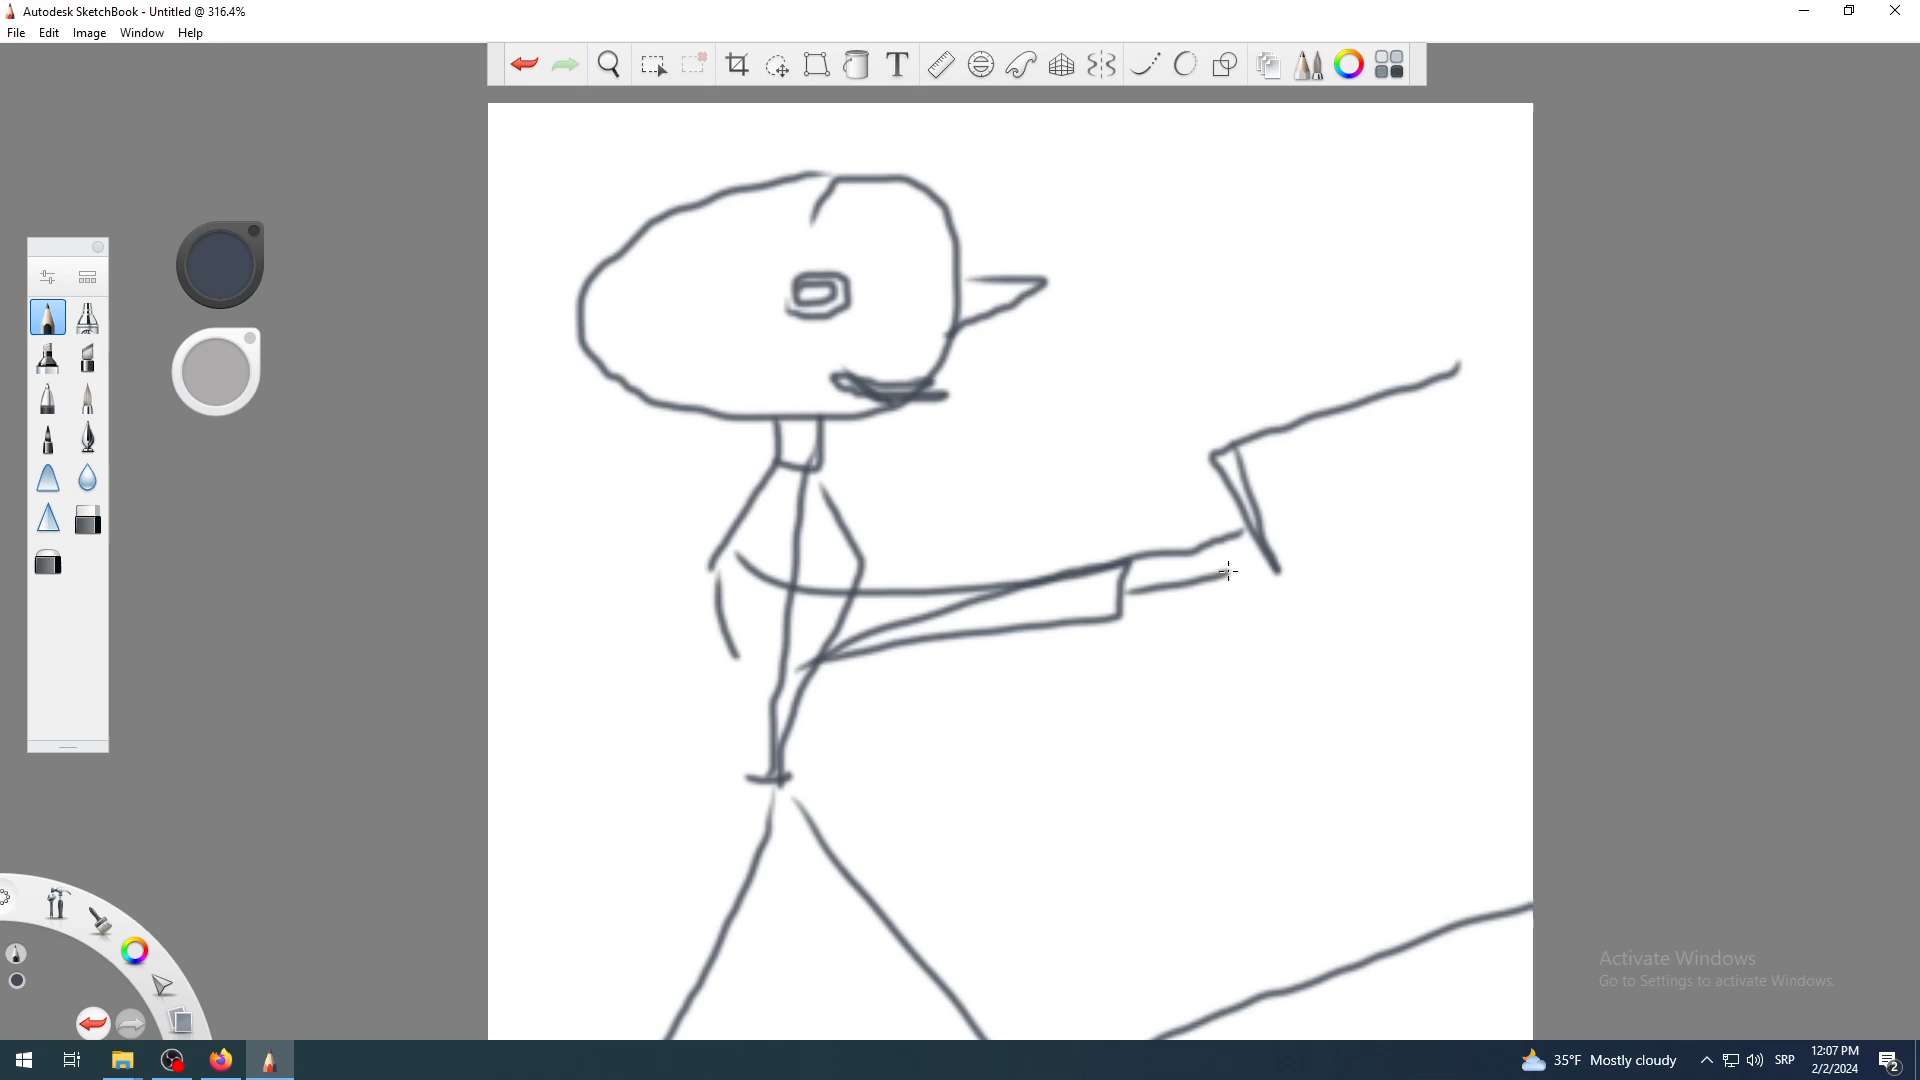 Autodesk SketchBook - Untitled @ 316.4%
File Edit Image Window Help
T
Activate Windows
Go to Settings to activate Windows.
35°F Mostly cloudy
SRP
12:07 PM
2/2/2024
2